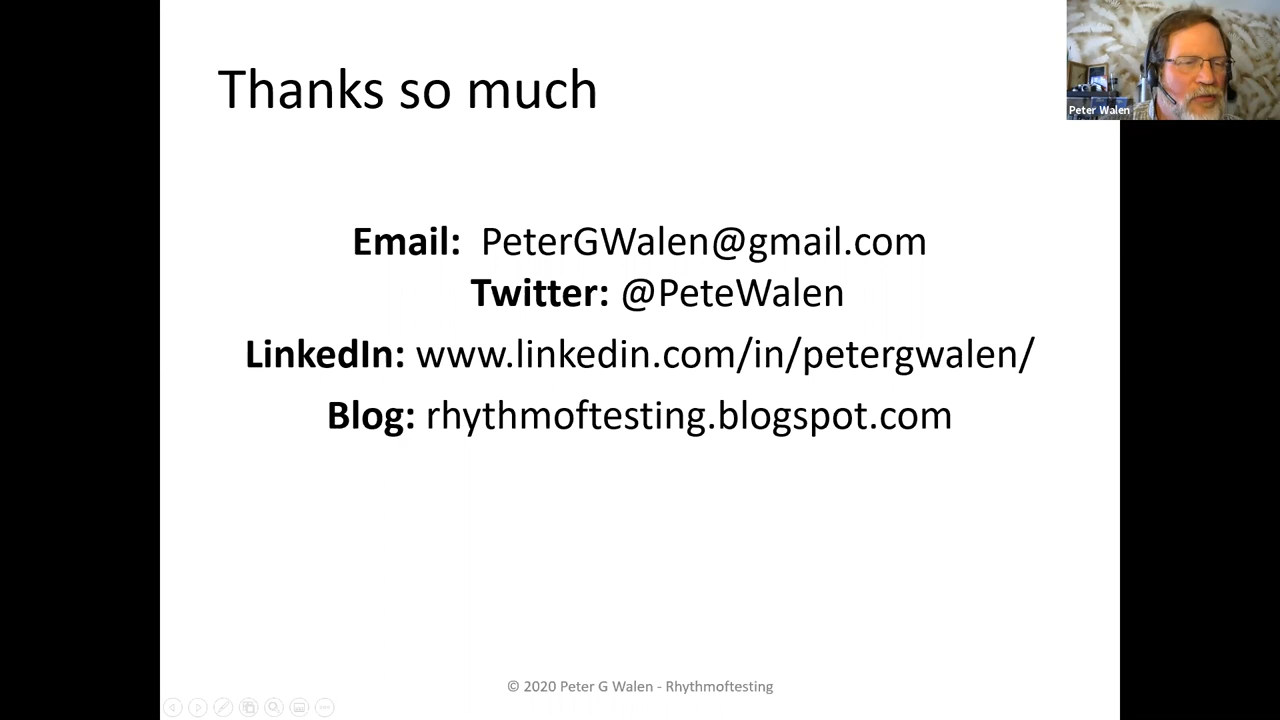 Thanks so much
Peter Walen
Email: PeterGWalen@gmail.com
Twitter: @PeteWalen
LinkedIn: www.linkedin.com/in/petergwalen/
Blog: rhythmoftesting.blogspot.com
© 2020 Peter G Walen - Rhythmoftesting